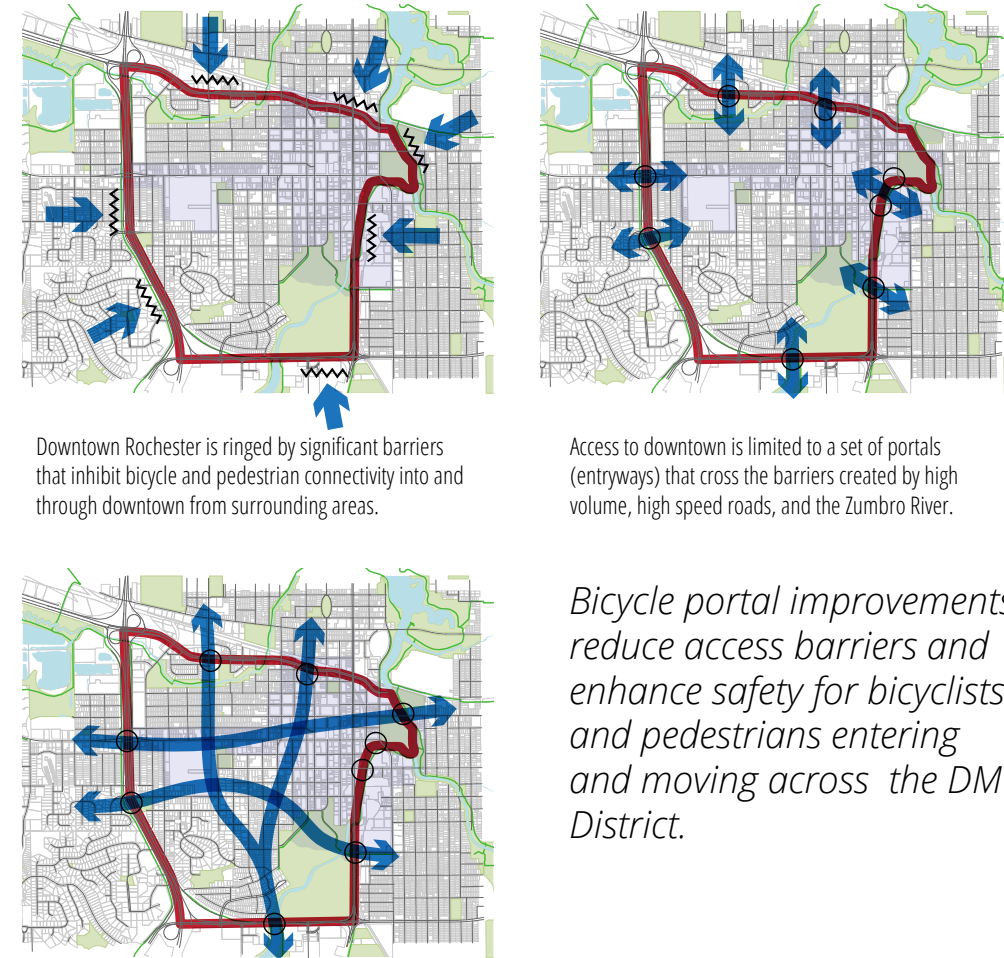 Downtown Rochester is ringed by significant barriers
that inhibit bicycle and pedestrian connectivity into and
through downtown from surrounding areas.
Access to downtown is limited to a set of portals
(entryways) that cross the barriers created by high
volume, high speed roads, and the Zumbro River.
Bicycle portal improvements
reduce access barriers and
enhance safety for bicyclists
and pedestrians entering
and moving across the DM
District.